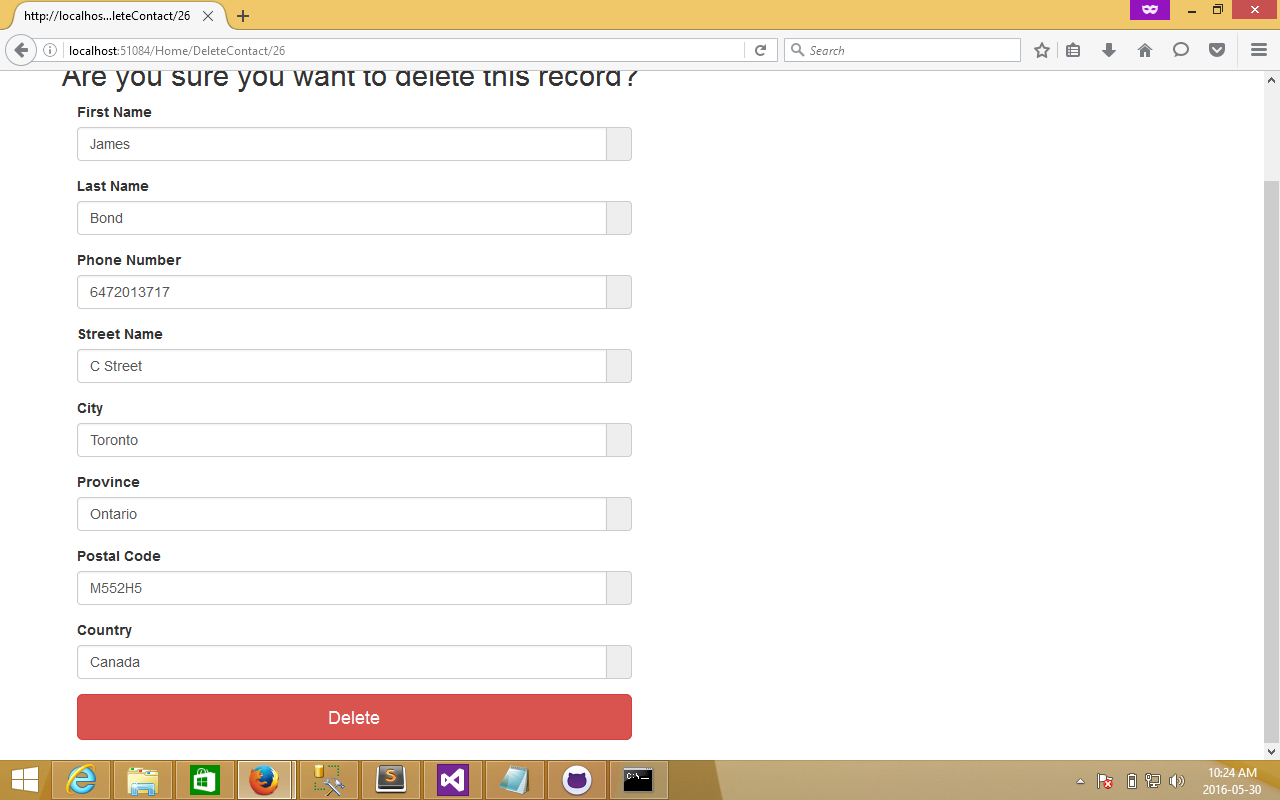 http://localhos...leteContact/26
localhost:51084/Home/DeleteContact/26
Search
Are you sure you want to delete this record?
First Name
James
Last Name
Bond
Phone Number
6472013717
Street Name
C Street
City
Toronto
Province
Ontario
Postal Code
M552H5
Country
Canada
Delete
S
C:\_
10:24 AM
2016-05-30